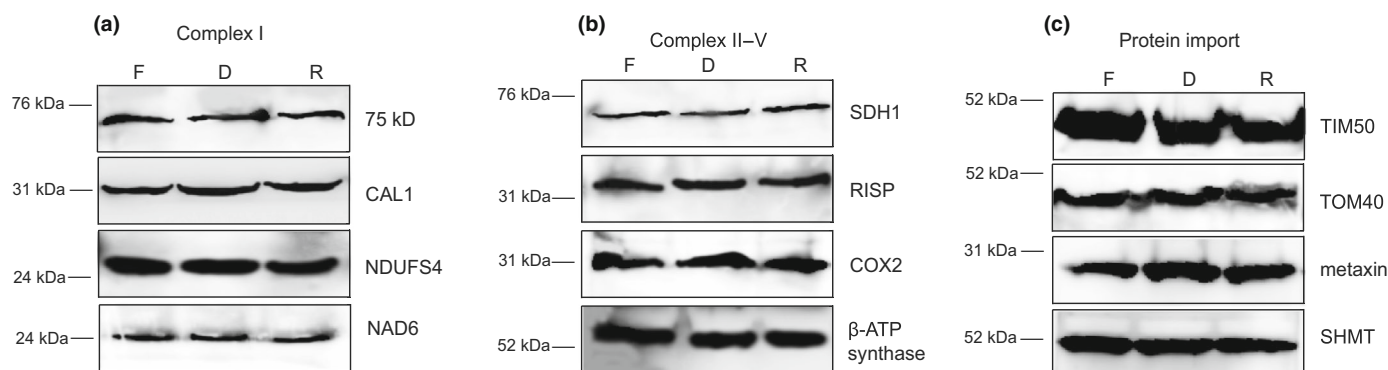 (a)
Complex I
F D R
76 kDa
75 kD
31 kDa
CAL1
24 kDa
NDUFS4
24 kDa
NAD6
(b)
Complex II–V
F D R
76 kDa
SDH1
31 kDa
RISP
31 kDa
COX2
52 kDa
β-ATP
synthase
(c)
Protein import
F D R
52 kDa
TIM50
52 kDa
TOM40
31 kDa
metaxin
52 kDa
SHMT